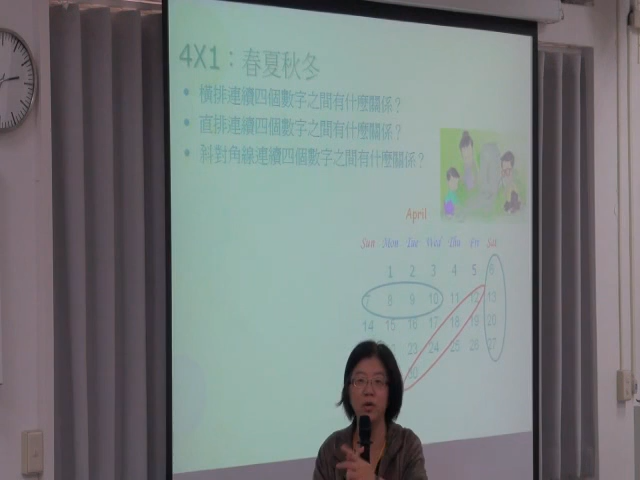 4X1：春夏秋冬
• 橫排連續四個數字之間有什麼關係？
• 直排連續四個數字之間有什麼關係？
• 斜對角線連續四個數字之間有什麼關係？
April
Sun Mon Tue Wed Thu Fri Sat
1 2 3 4 5 6
7 8 9 10 11 12 13
14 15 16 17 18 19 20
23 24 25 26 27
30